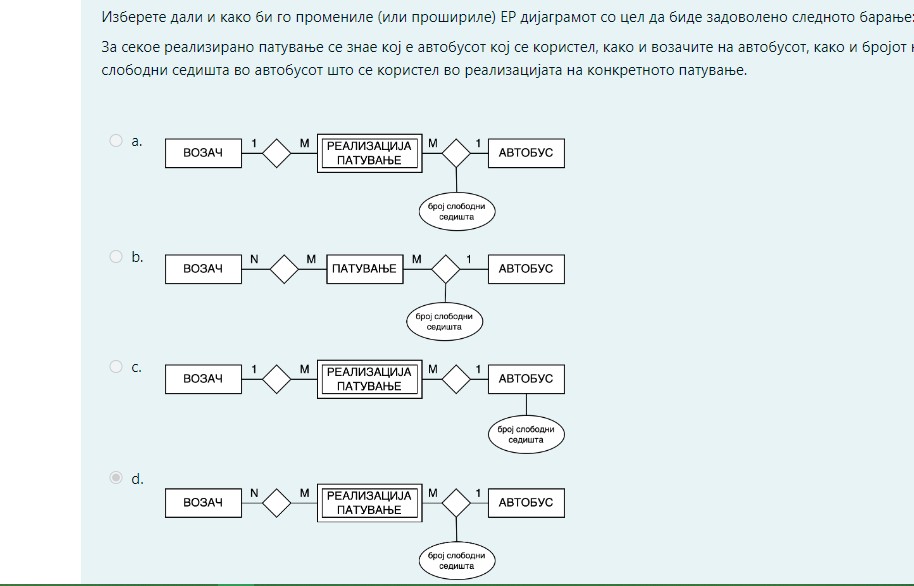 Изберете дали и како би го промениле (или прошириле) ЕР дијаграмот со цел да биде задоволено следното барање:
За секое реализирано патување се знае кој е автобусот кој се користел, како и возачите на автобусот, како и бројот
слободни седишта во автобусот што се користел во реализацијата на конкретното патување.
a.
ВОЗАЧ 1 M РЕАЛИЗАЦИЈА M 1 АВТОБУС
ПАТУВАЊЕ
број слободни
седишта
b.
ВОЗАЧ N M ПАТУВАЊЕ M 1 АВТОБУС
број слободни
седишта
c.
ВОЗАЧ 1 M РЕАЛИЗАЦИЈА M 1 АВТОБУС
ПАТУВАЊЕ
број слободни
седишта
d.
ВОЗАЧ N M РЕАЛИЗАЦИЈА M 1 АВТОБУС
ПАТУВАЊЕ
број слободни
седишта